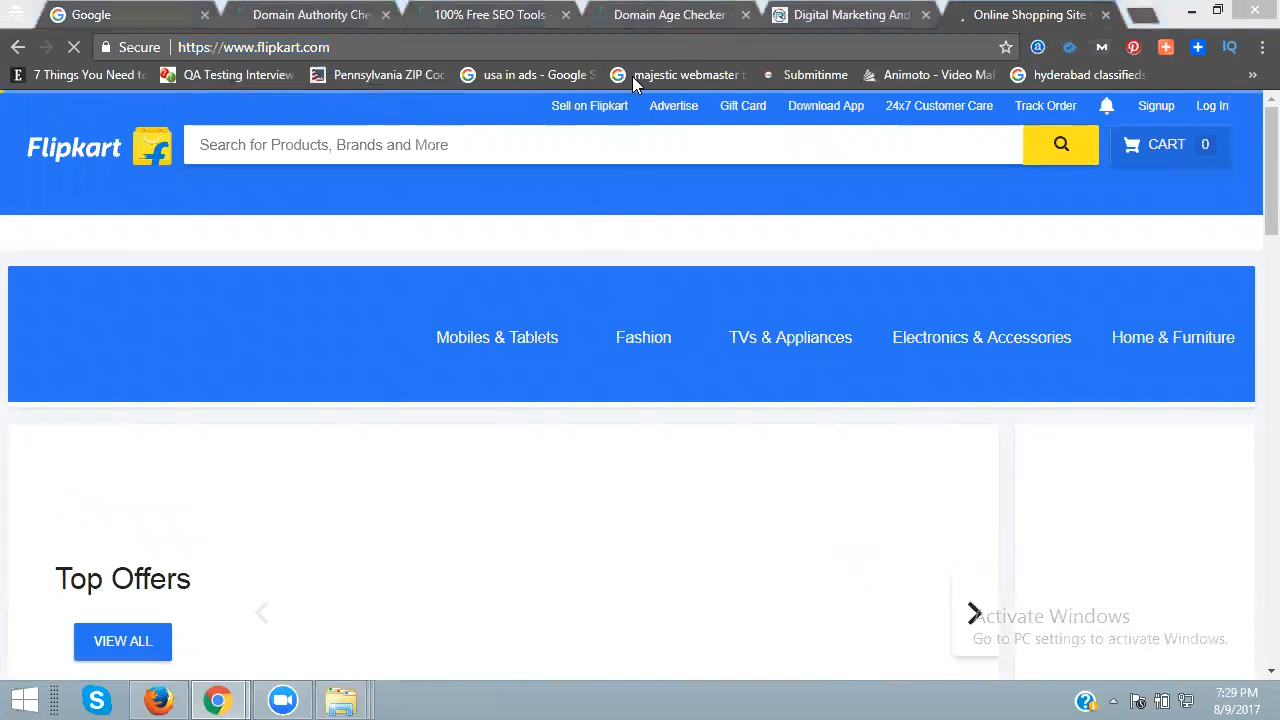 Google
Domain Authority Che
100% Free SEO Tools
Domain Age Checker
Digital Marketing And
Online Shopping Site
Secure https://www.flipkart.com
7 Things You Need to
QA Testing Interview
Pennsylvania ZIP Coc
usa in ads - Google S
majestic webmaster t
Submitinme
Animoto - Video Mal
hyderabad classifieds
Sell on Flipkart
Advertise
Gift Card
Download App
24x7 Customer Care
Track Order
Signup
Log In
Flipkart
Search for Products, Brands and More
CART 0
Mobiles & Tablets
Fashion
TVs & Appliances
Electronics & Accessories
Home & Furniture
Top Offers
VIEW ALL
Activate Windows
Go to PC settings to activate Windows.
7:29 PM
8/9/2017